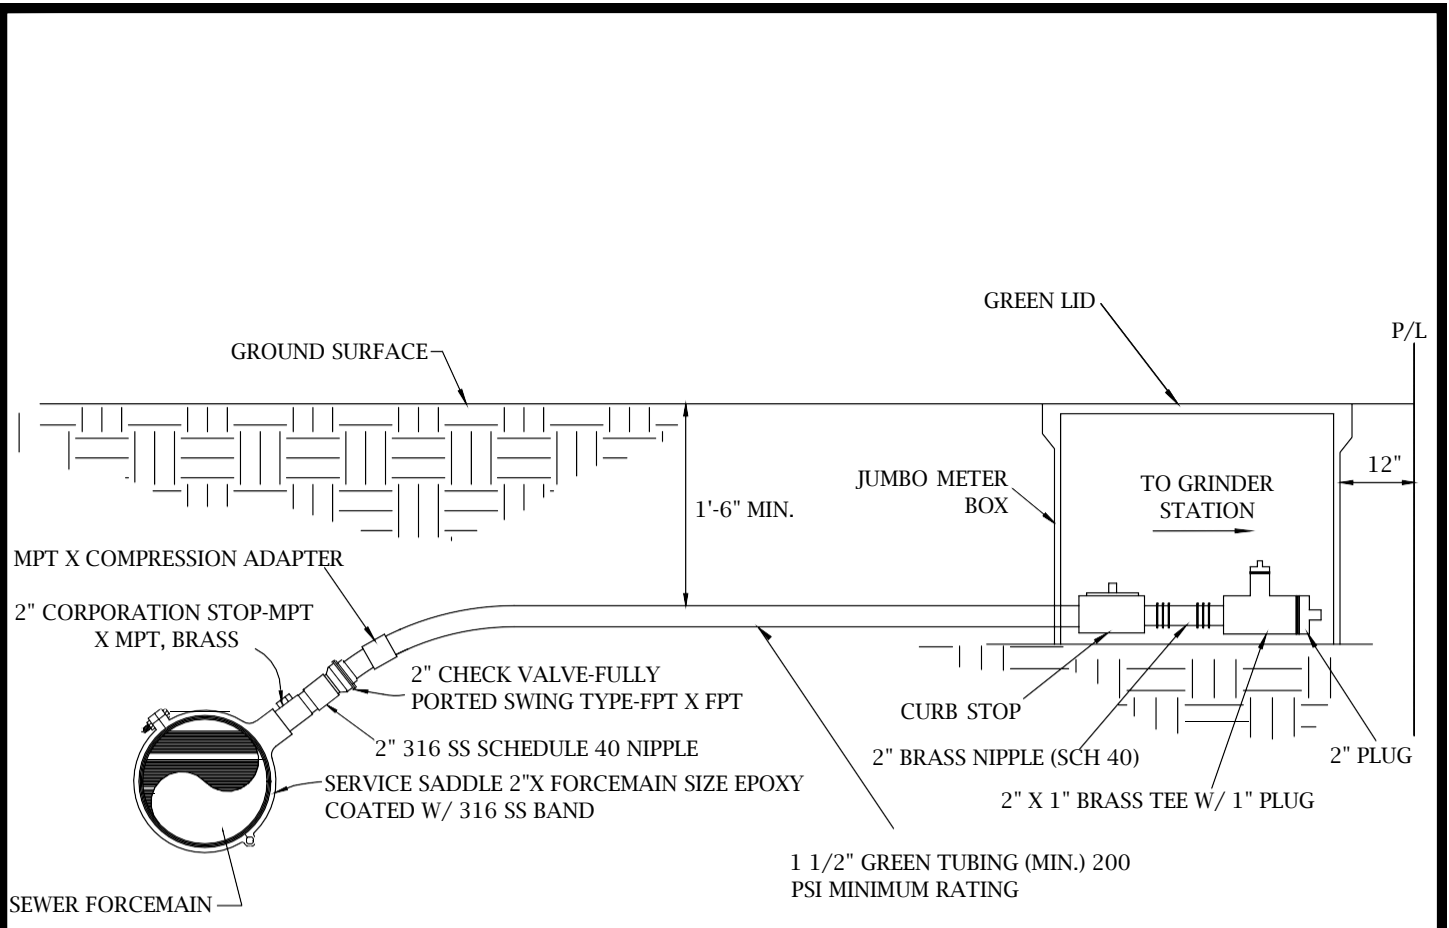 GREEN LID
P/L
GROUND SURFACE
12"
JUMBO METER
BOX
TO GRINDER
STATION
1'-6" MIN.
MPT X COMPRESSION ADAPTER
2" CORPORATION STOP-MPT
X MPT, BRASS
2" CHECK VALVE-FULLY
PORTED SWING TYPE-FPT X FPT
CURB STOP
2" 316 SS SCHEDULE 40 NIPPLE
2" BRASS NIPPLE (SCH 40)
2" PLUG
SERVICE SADDLE 2"X FORCEMAIN SIZE EPOXY
COATED W/ 316 SS BAND
2" X 1" BRASS TEE W/ 1" PLUG
1 1/2" GREEN TUBING (MIN.) 200
PSI MINIMUM RATING
SEWER FORCEMAIN